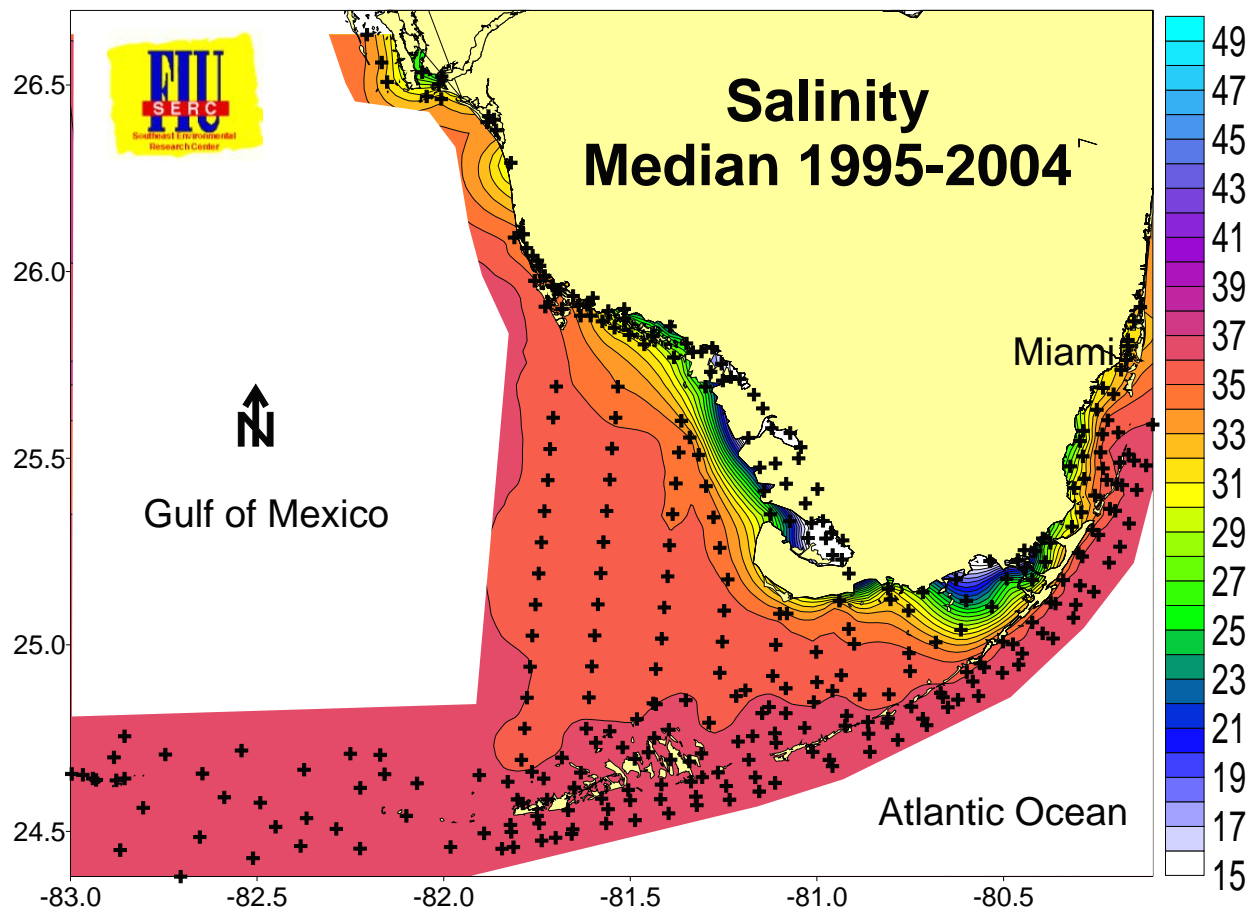 FIU
SERC
Southeast Environmental
Research Center
Salinity
Median 1995-2004
Miami
Gulf of Mexico
Atlantic Ocean
N
26.5
26.0
25.5
25.0
24.5
-83.0
-82.5
-82.0
-81.5
-81.0
-80.5
49
47
45
43
41
39
37
35
33
31
29
27
25
23
21
19
17
15